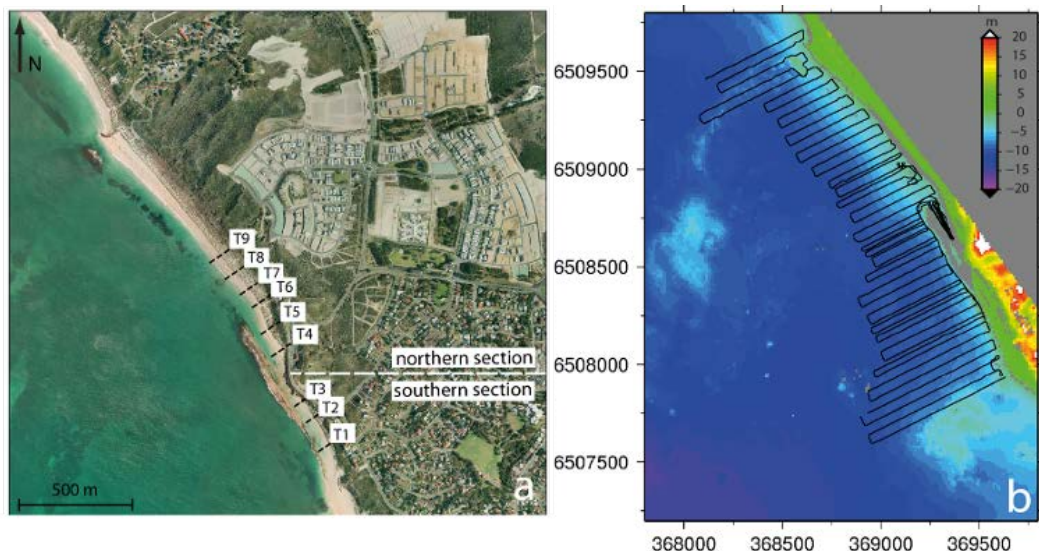 N
T9
T8
T7
T6
T5
T4
northern section
southern section
T3
T2
T1
500 m
a
m
20
15
10
5
0
−5
−10
−15
−20
6509500
6509000
6508500
6508000
6507500
368000 368500 369000 369500
b